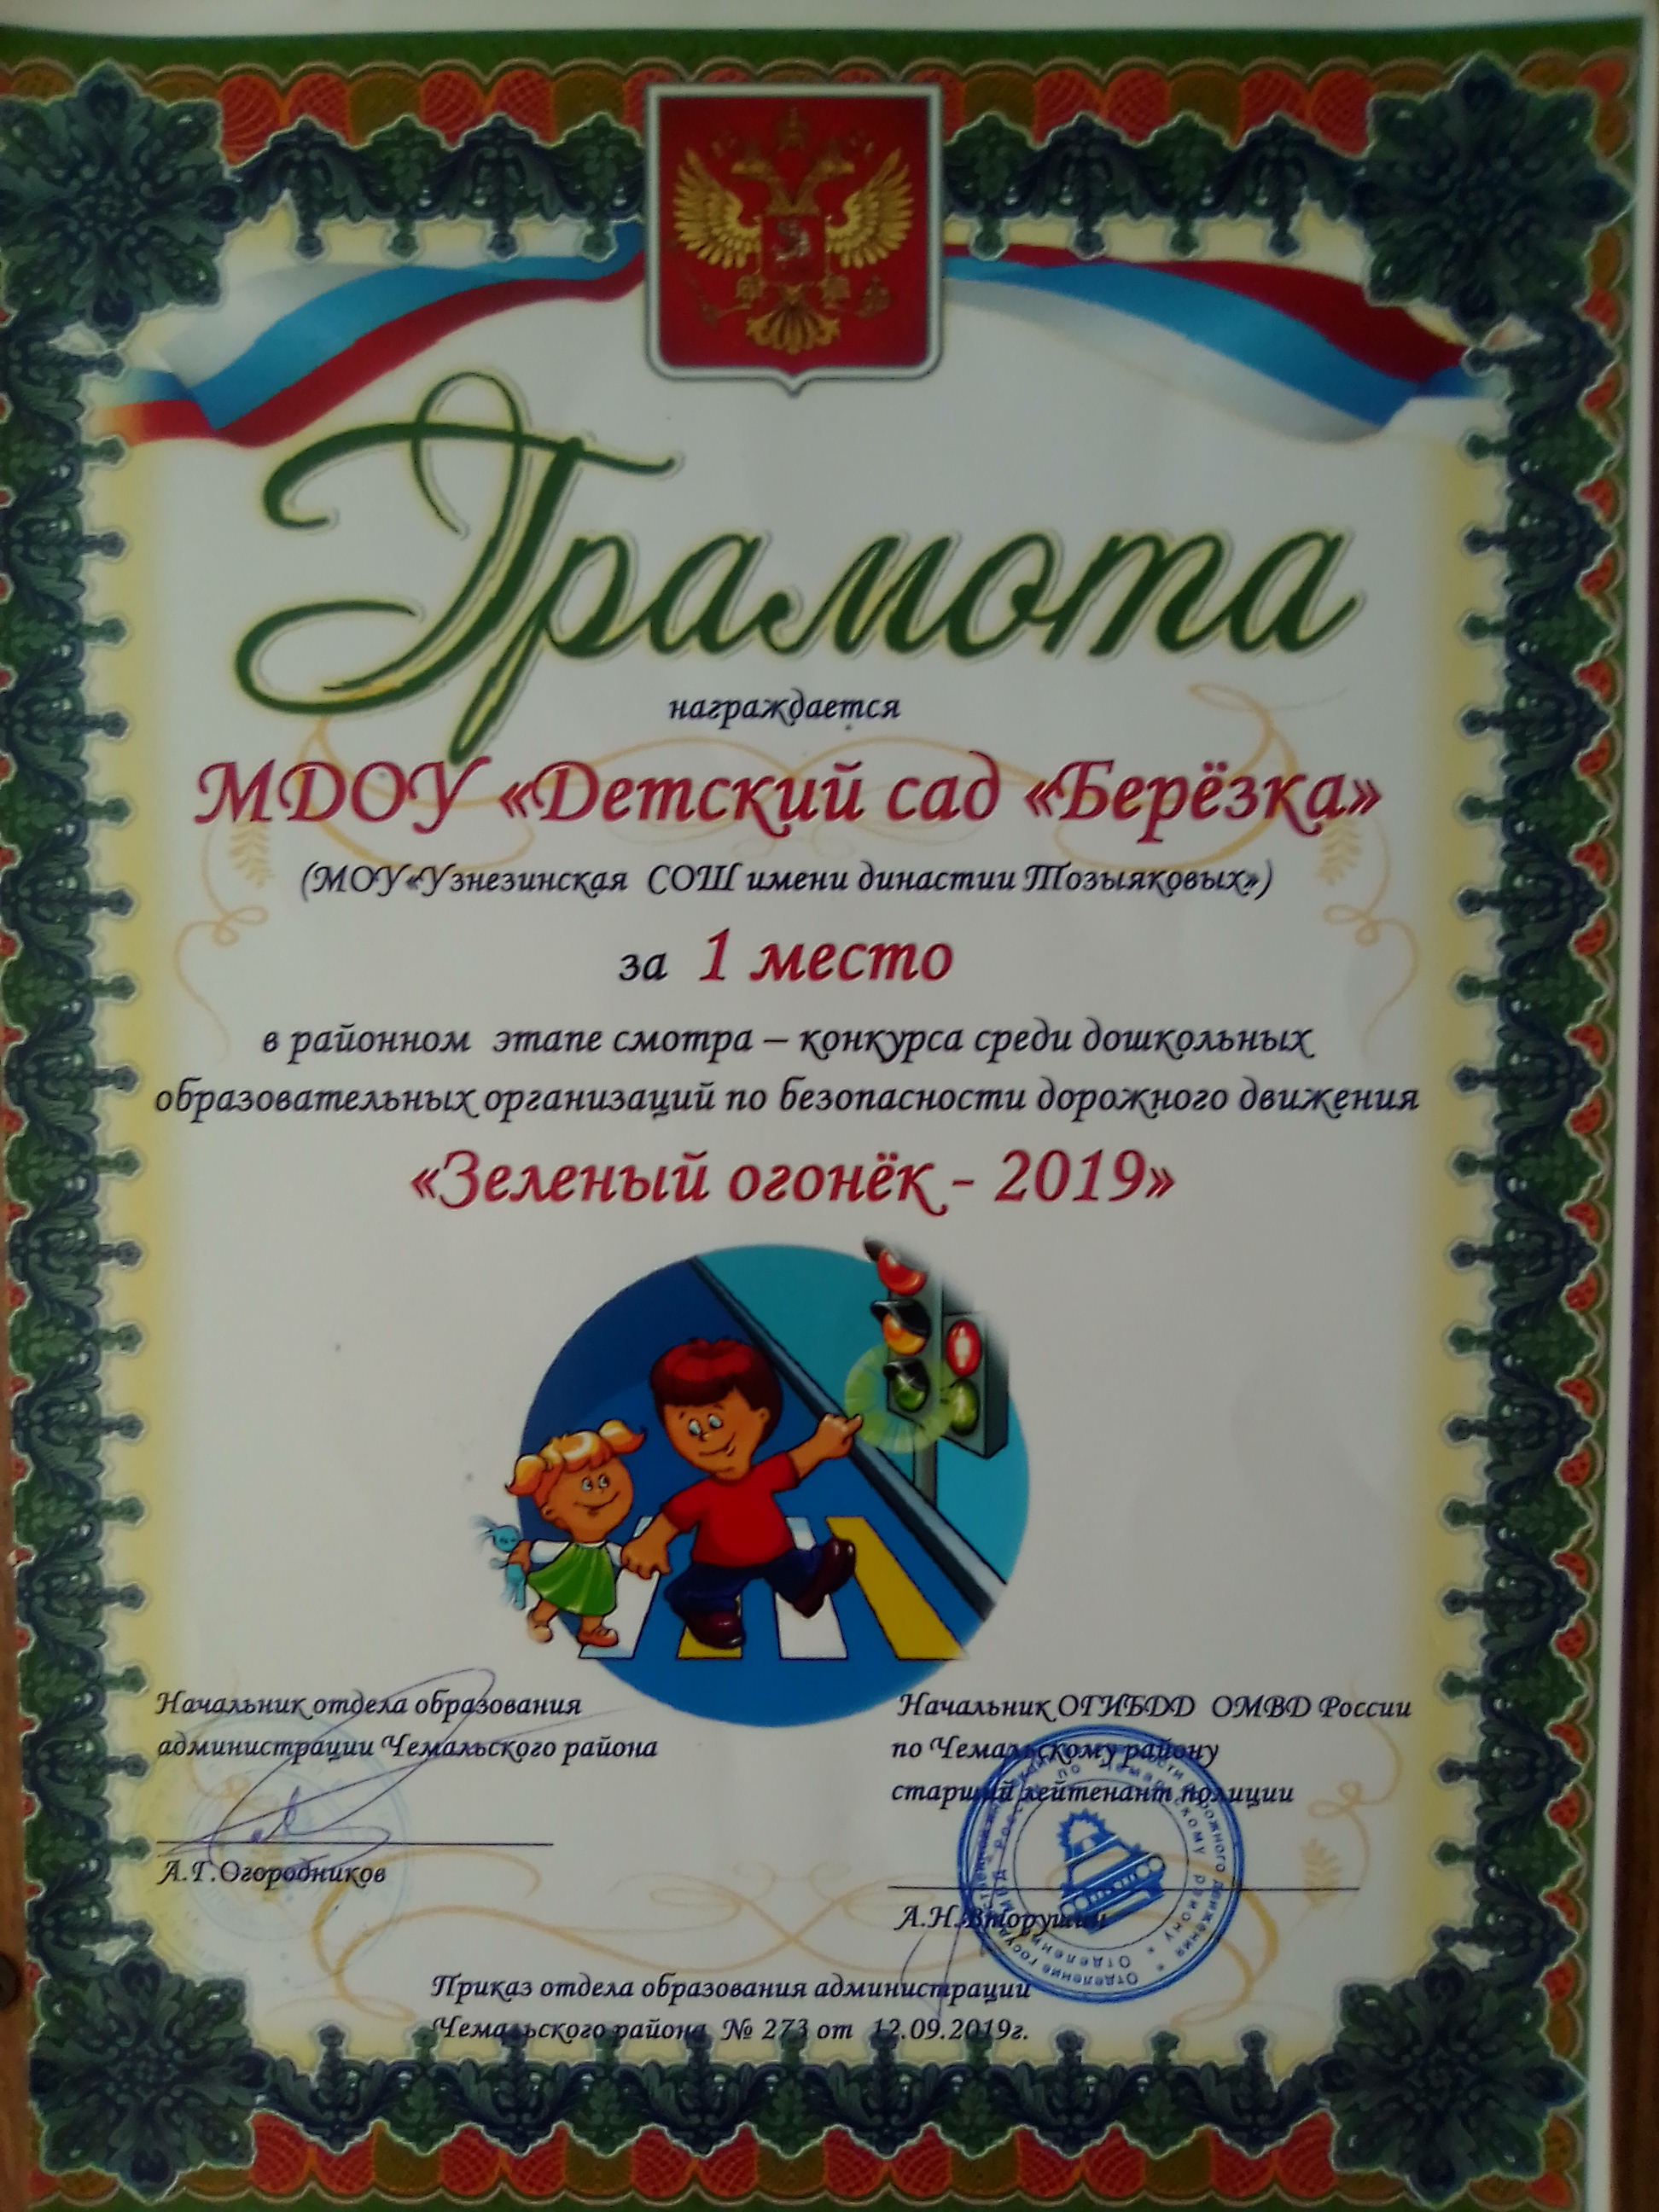 Грамота
награждается
МДОУ «Детский сад «Берёзка»
(МОУ«Узнезинская СОШ имени династии Тозыяковых»)
за 1 место
в районном этапе смотра – конкурса среди дошкольных
образовательных организаций по безопасности дорожного движения
«Зеленый огонёк - 2019»
Начальник отдела образования
администрации Чемальского района
А.Г.Огородников
Начальник ОГИБДД ОМВД России
по Чемальскому району
старший лейтенант полиции
А.Н. Вторушин
Приказ отдела образования администрации
Чемальского района № 273 от 12.09.2019г.